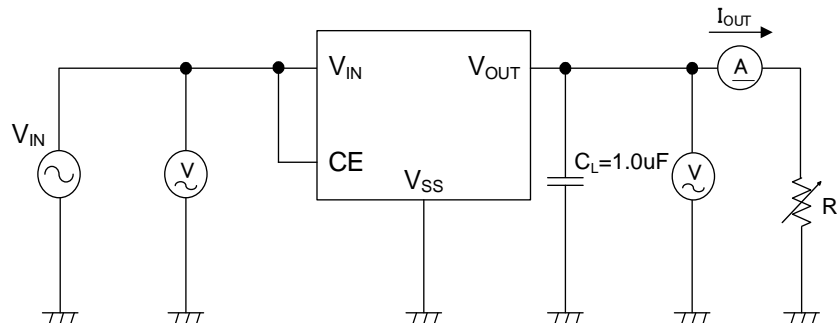 I_OUT
A
V_IN
V_OUT
V_IN
V
CE
C_L=1.0uF
V
V_SS
R